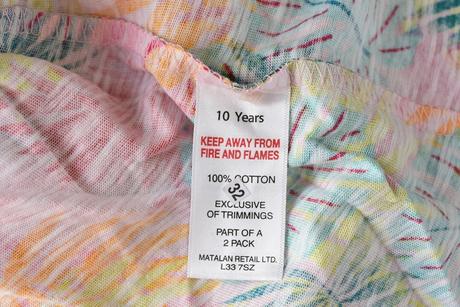 10 Years
KEEP AWAY FROM
FIRE AND FLAMES
100% COTTON
32
EXCLUSIVE
OF TRIMMINGS
PART OF A
2 PACK
MATALAN RETAIL LTD.
L33 7SZ